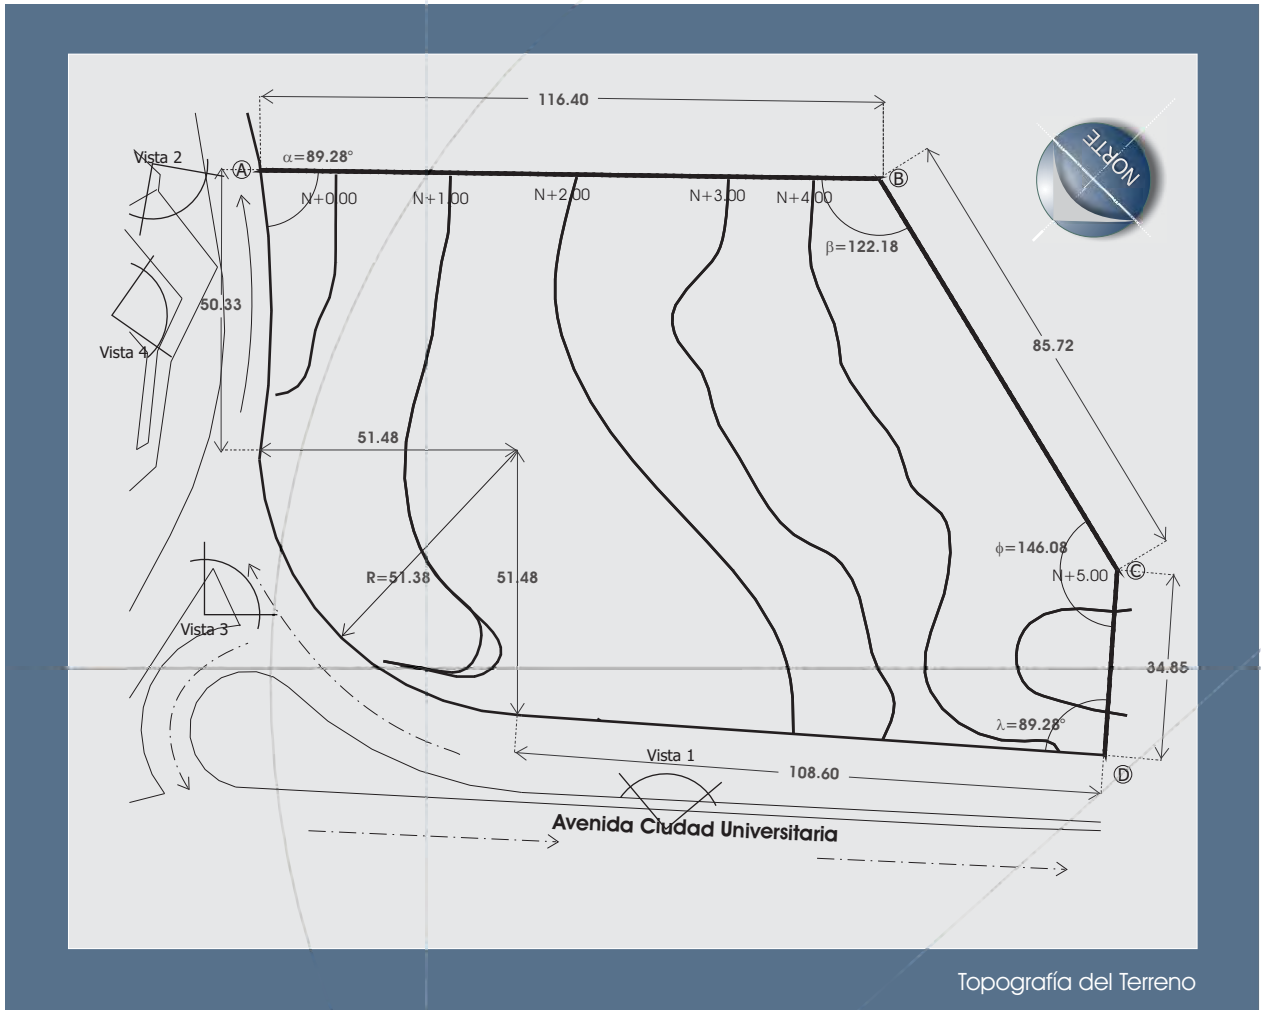 116.40
NORTE
Vista 2
A
α=89.28°
B
N+0.00
N+1.00
N+2.00
N+3.00
N+4.00
β=122.18
50.33
85.72
Vista 4
51.48
φ=146.08
C
N+5.00
R=51.38
51.48
Vista 3
34.85
λ=89.28°
Vista 1
108.60
D
Avenida Ciudad Universitaria
Topografía del Terreno